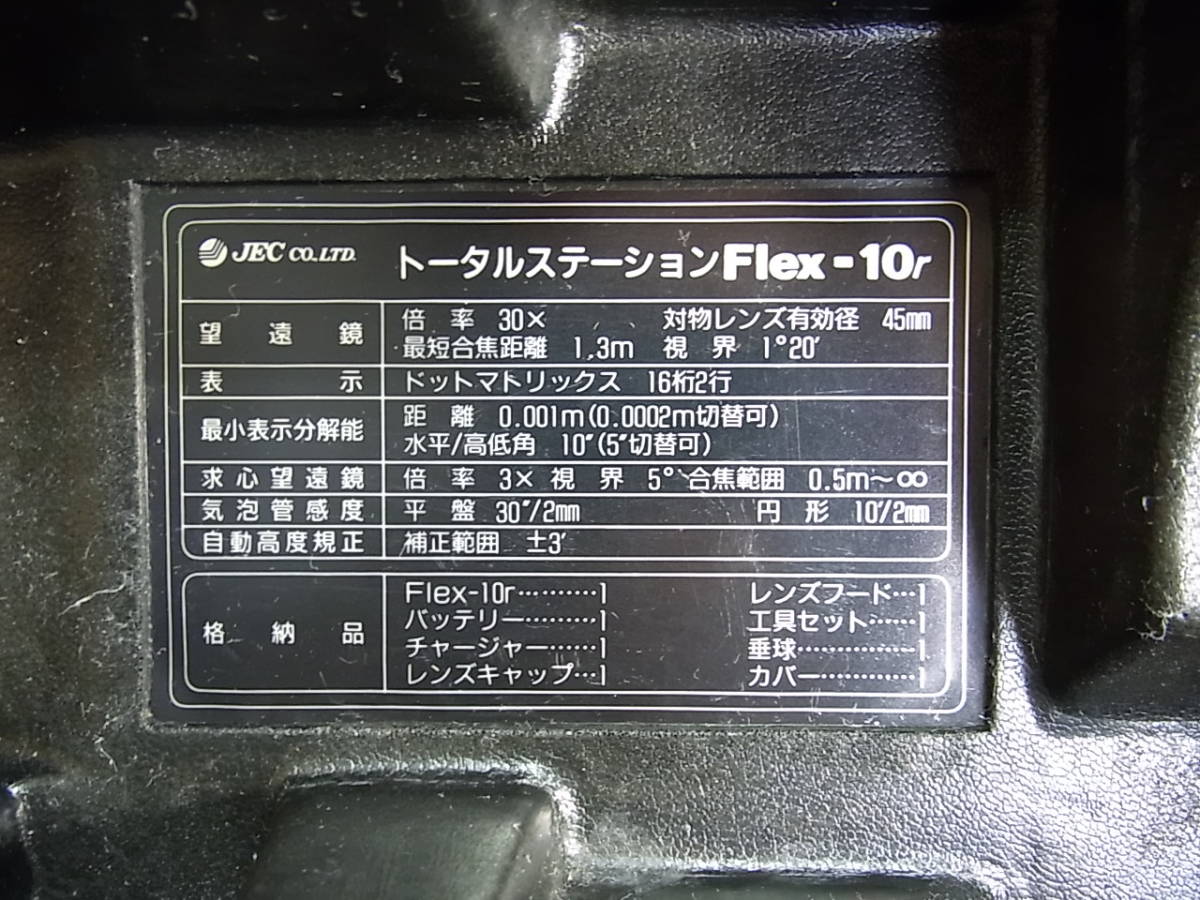 JEC CO.,LTD. トータルステーションFlex-10r
望遠鏡 倍率 30× 対物レンズ有効径 45mm
最短合焦距離 1.3m 視界 1°20′
表示 ドットマトリックス 16桁2行
最小表示分解能 距離 0.001m(0.0002m切替可)
水平/高低角 10″(5″切替可)
求心望遠鏡 倍率 3× 視界 5° 合焦範囲 0.5m～∞
気泡管感度 平盤 30″/2mm 円形 10′/2mm
自動高度規正 補正範囲 ±3′
格納品 Flex-10r………1 レンズフード…1
バッテリー………1 工具セット……1
チャージャー……1 垂球……………1
レンズキャップ…1 カバー…………1